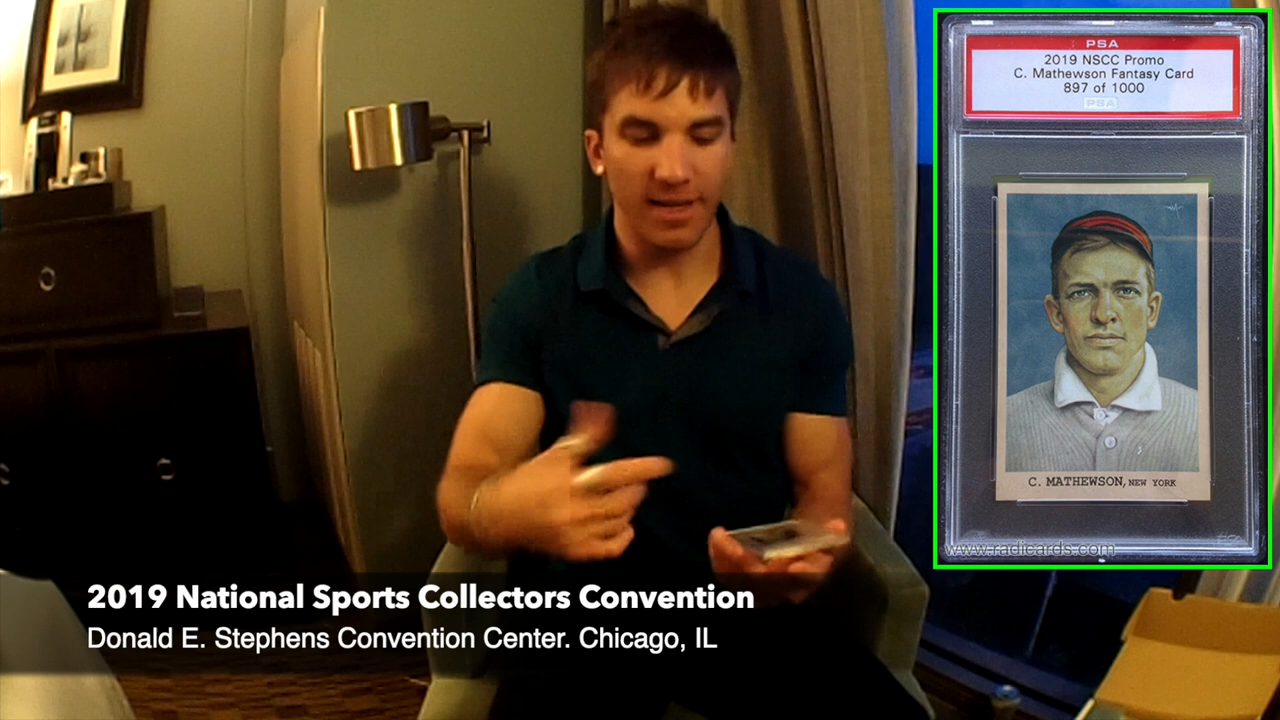 PSA
2019 NSCC Promo
C. Mathewson Fantasy Card
897 of 1000
PSA
C. MATHEWSON, NEW YORK
www.radicards.com
2019 National Sports Collectors Convention
Donald E. Stephens Convention Center. Chicago, IL